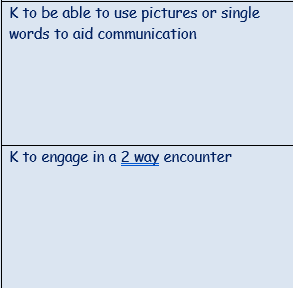 K to be able to use pictures or single
words to aid communication
K to engage in a 2 way encounter